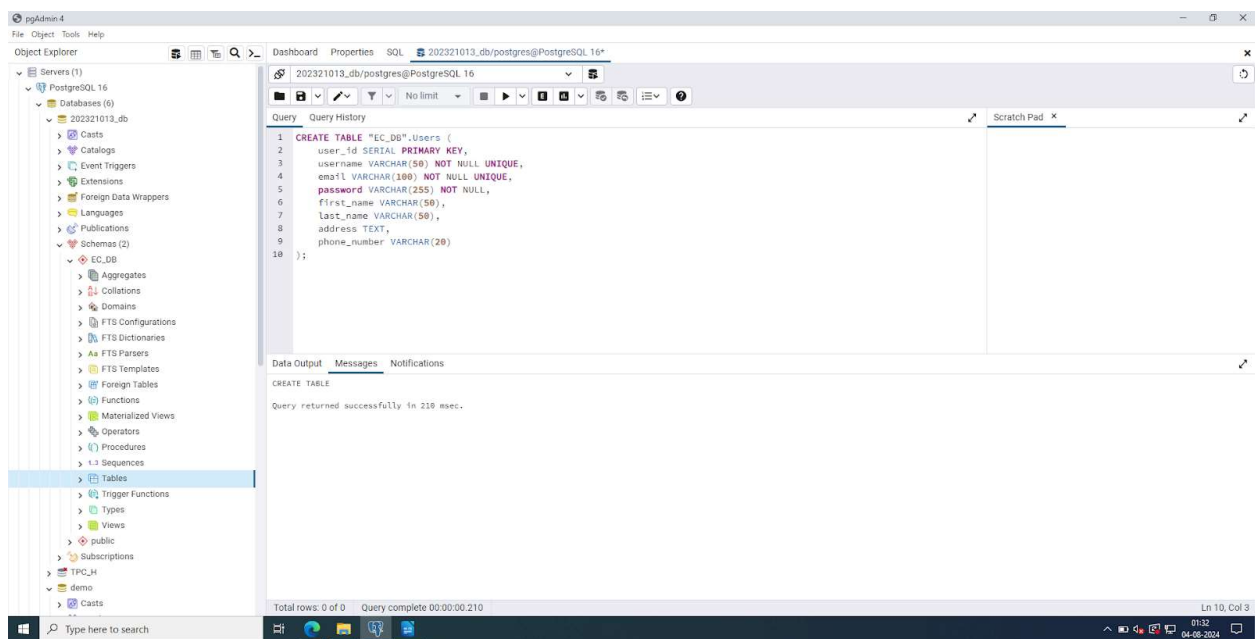 pgAdmin 4
File Object Tools Help
Object Explorer
Dashboard Properties SQL 202321013_db/postgres@PostgreSQL 16*
Servers (1)
PostgreSQL 16
Databases (6)
202321013_db
Casts
Catalogs
Event Triggers
Extensions
Foreign Data Wrappers
Languages
Publications
Schemas (2)
EC_DB
Aggregates
Collations
Domains
FTS Configurations
FTS Dictionaries
Aa FTS Parsers
FTS Templates
Foreign Tables
Functions
Materialized Views
Operators
Procedures
1..3 Sequences
Tables
Trigger Functions
Types
Views
public
Subscriptions
TPC_H
demo
Casts
202321013_db/postgres@PostgreSQL 16
No limit
Query Query History
Scratch Pad
1 CREATE TABLE "EC_DB".Users (
2 user_id SERIAL PRIMARY KEY,
3 username VARCHAR(50) NOT NULL UNIQUE,
4 email VARCHAR(100) NOT NULL UNIQUE,
5 password VARCHAR(255) NOT NULL,
6 first_name VARCHAR(50),
7 last_name VARCHAR(50),
8 address TEXT,
9 phone_number VARCHAR(20)
10 );
Data Output Messages Notifications
CREATE TABLE
Query returned successfully in 210 msec.
Total rows: 0 of 0 Query complete 00:00:00.210
Ln 10, Col 3
Type here to search
01:32
04-08-2024